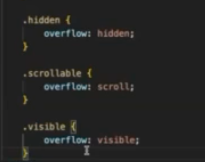 .hidden {
overflow: hidden;
}
.scrollable {
overflow: scroll;
}
.visible {
overflow: visible;
}